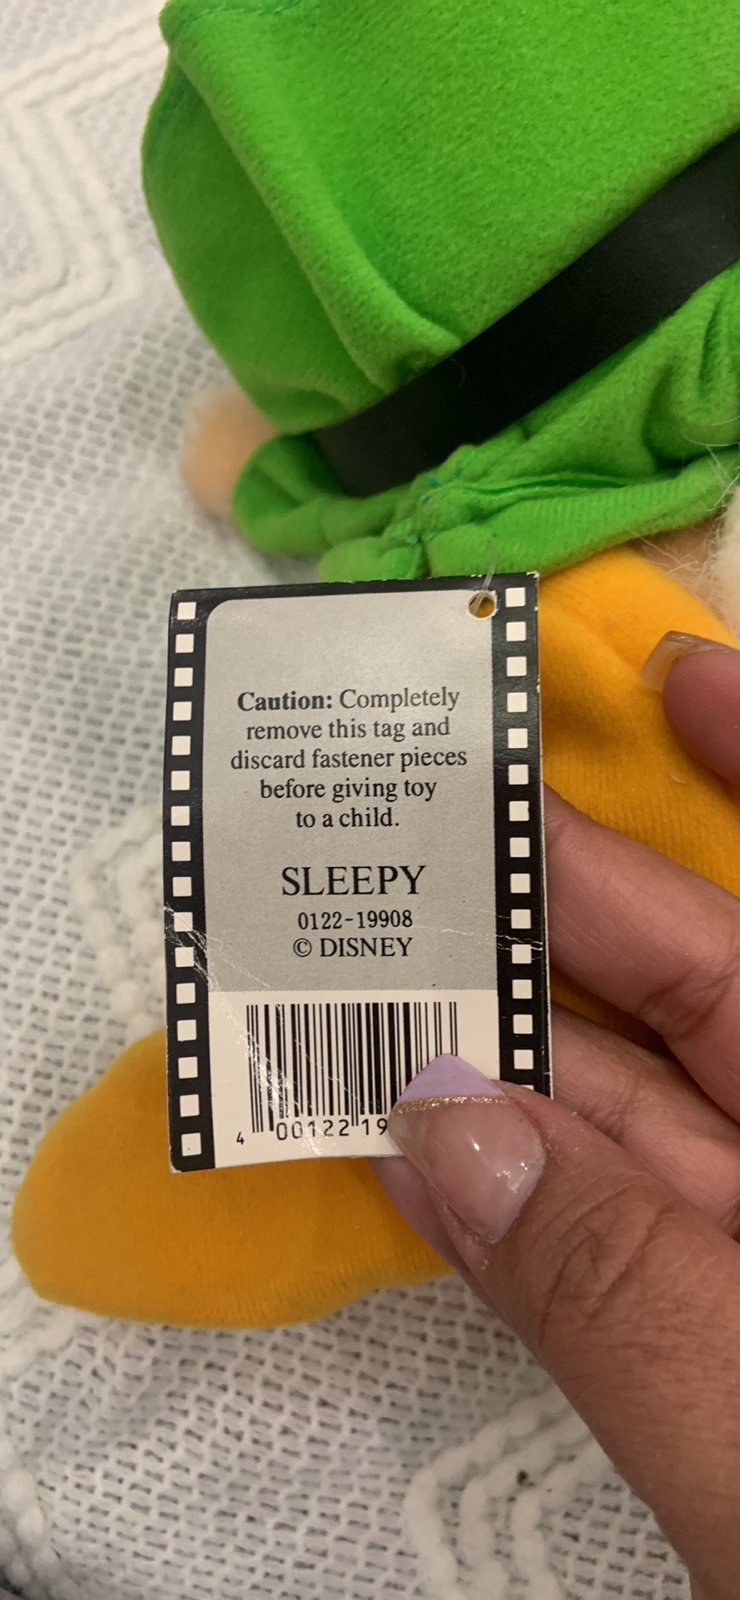 Caution: Completely
remove this tag and
discard fastener pieces
before giving toy
to a child.
SLEEPY
0122-19908
© DISNEY
4 00122 19